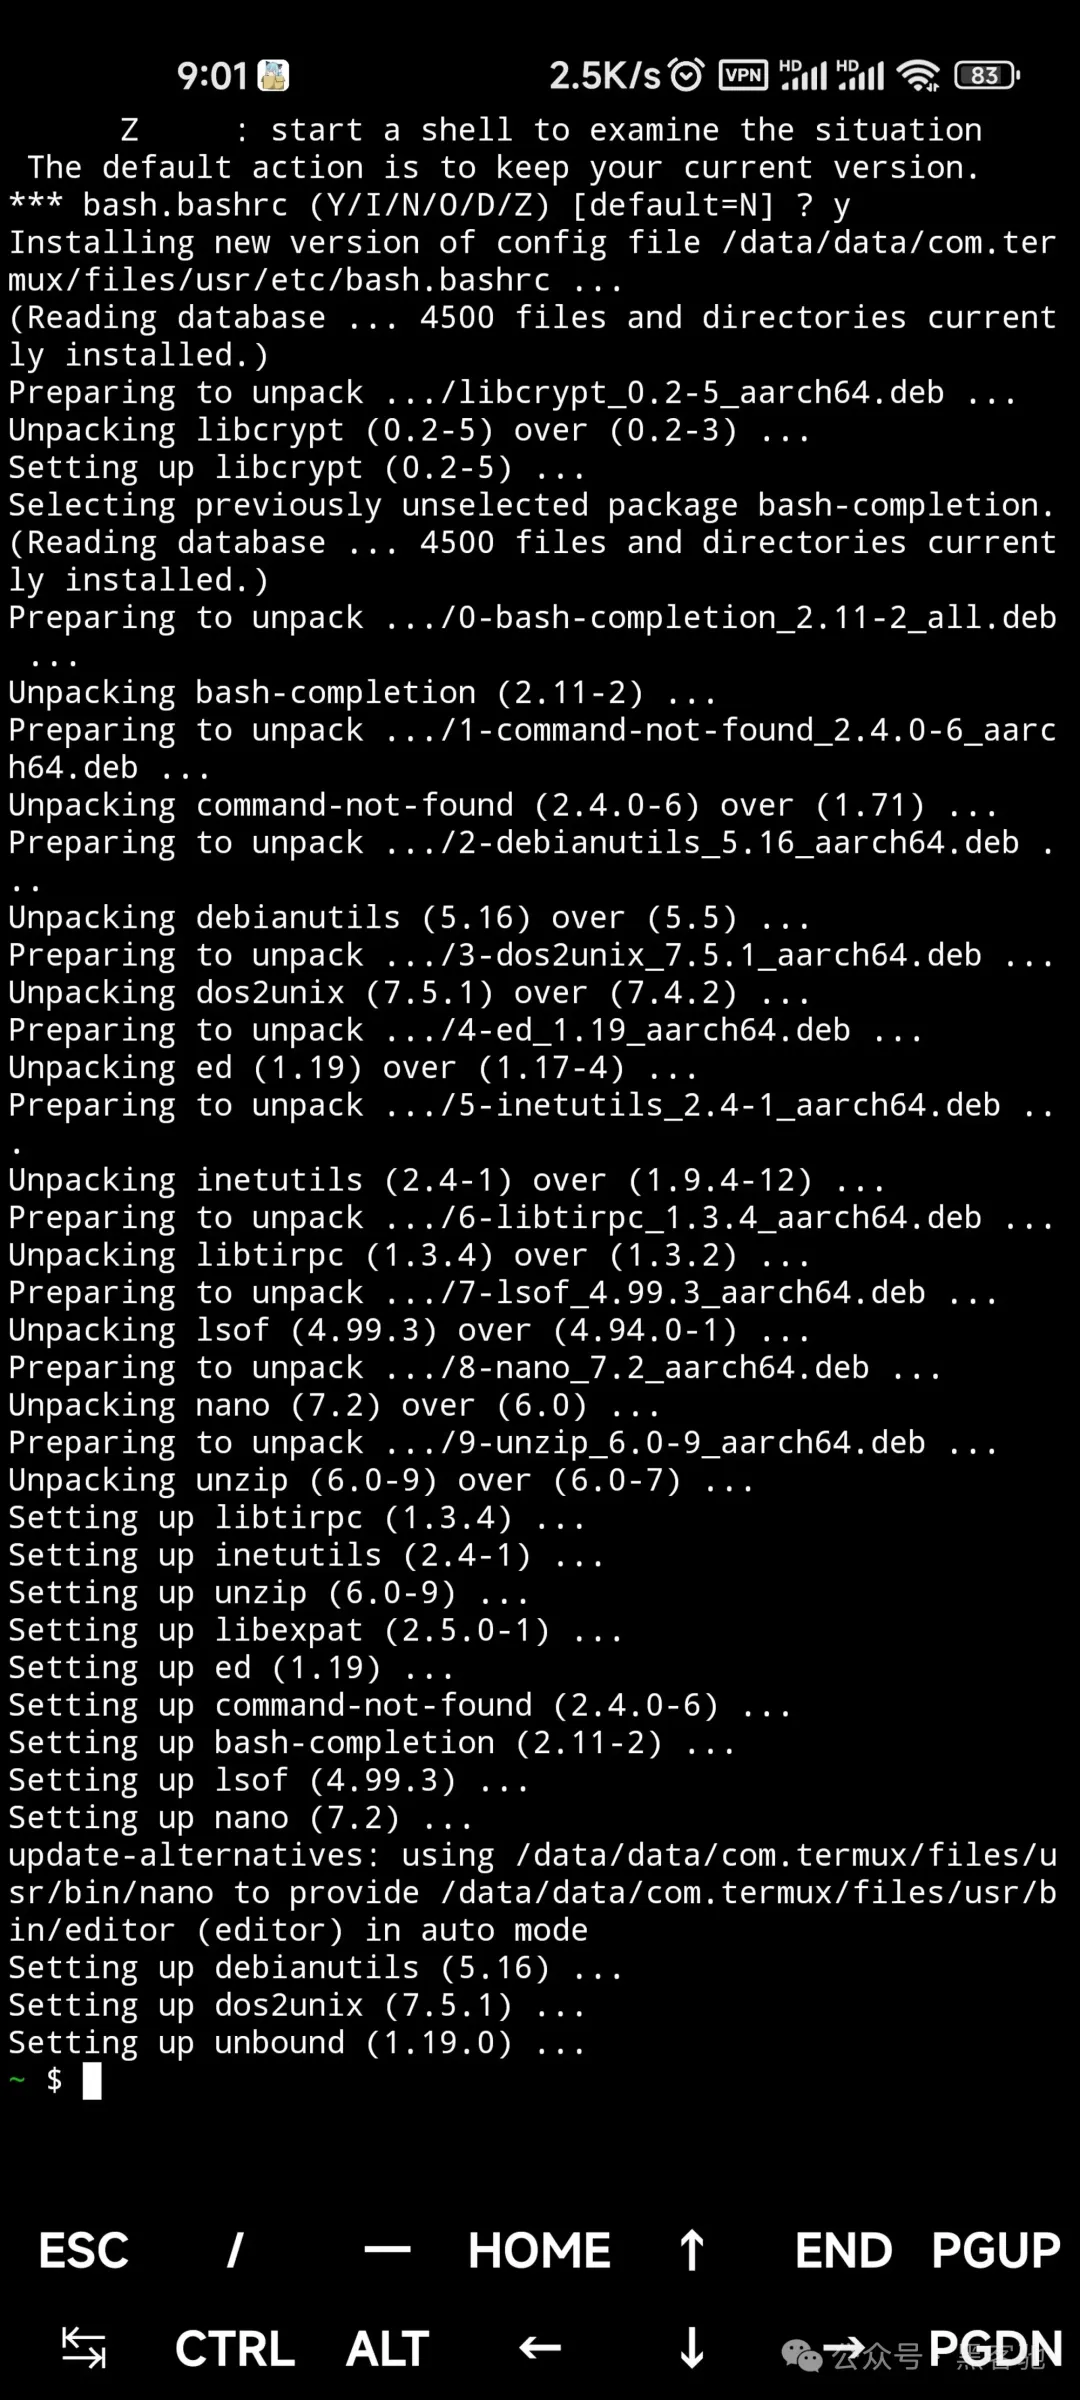 9:01 2.5K/s VPN HD HD 83
Z : start a shell to examine the situation
The default action is to keep your current version.
*** bash.bashrc (Y/I/N/O/D/Z) [default=N] ? y
Installing new version of config file /data/data/com.ter
mux/files/usr/etc/bash.bashrc ...
(Reading database ... 4500 files and directories current
ly installed.)
Preparing to unpack .../libcrypt_0.2-5_aarch64.deb ...
Unpacking libcrypt (0.2-5) over (0.2-3) ...
Setting up libcrypt (0.2-5) ...
Selecting previously unselected package bash-completion.
(Reading database ... 4500 files and directories current
ly installed.)
Preparing to unpack .../0-bash-completion_2.11-2_all.deb
...
Unpacking bash-completion (2.11-2) ...
Preparing to unpack .../1-command-not-found_2.4.0-6_aarc
h64.deb ...
Unpacking command-not-found (2.4.0-6) over (1.71) ...
Preparing to unpack .../2-debianutils_5.16_aarch64.deb .
..
Unpacking debianutils (5.16) over (5.5) ...
Preparing to unpack .../3-dos2unix_7.5.1_aarch64.deb ...
Unpacking dos2unix (7.5.1) over (7.4.2) ...
Preparing to unpack .../4-ed_1.19_aarch64.deb ...
Unpacking ed (1.19) over (1.17-4) ...
Preparing to unpack .../5-inetutils_2.4-1_aarch64.deb ..
.
Unpacking inetutils (2.4-1) over (1.9.4-12) ...
Preparing to unpack .../6-libtirpc_1.3.4_aarch64.deb ...
Unpacking libtirpc (1.3.4) over (1.3.2) ...
Preparing to unpack .../7-lsof_4.99.3_aarch64.deb ...
Unpacking lsof (4.99.3) over (4.94.0-1) ...
Preparing to unpack .../8-nano_7.2_aarch64.deb ...
Unpacking nano (7.2) over (6.0) ...
Preparing to unpack .../9-unzip_6.0-9_aarch64.deb ...
Unpacking unzip (6.0-9) over (6.0-7) ...
Setting up libtirpc (1.3.4) ...
Setting up inetutils (2.4-1) ...
Setting up unzip (6.0-9) ...
Setting up libexpat (2.5.0-1) ...
Setting up ed (1.19) ...
Setting up command-not-found (2.4.0-6) ...
Setting up bash-completion (2.11-2) ...
Setting up lsof (4.99.3) ...
Setting up nano (7.2) ...
update-alternatives: using /data/data/com.termux/files/u
sr/bin/nano to provide /data/data/com.termux/files/usr/b
in/editor (editor) in auto mode
Setting up debianutils (5.16) ...
Setting up dos2unix (7.5.1) ...
Setting up unbound (1.19.0) ...
~ $
ESC / — HOME ↑ END PGUP
↹ CTRL ALT ← ↓ → PGDN
公众号 · 黑客驰